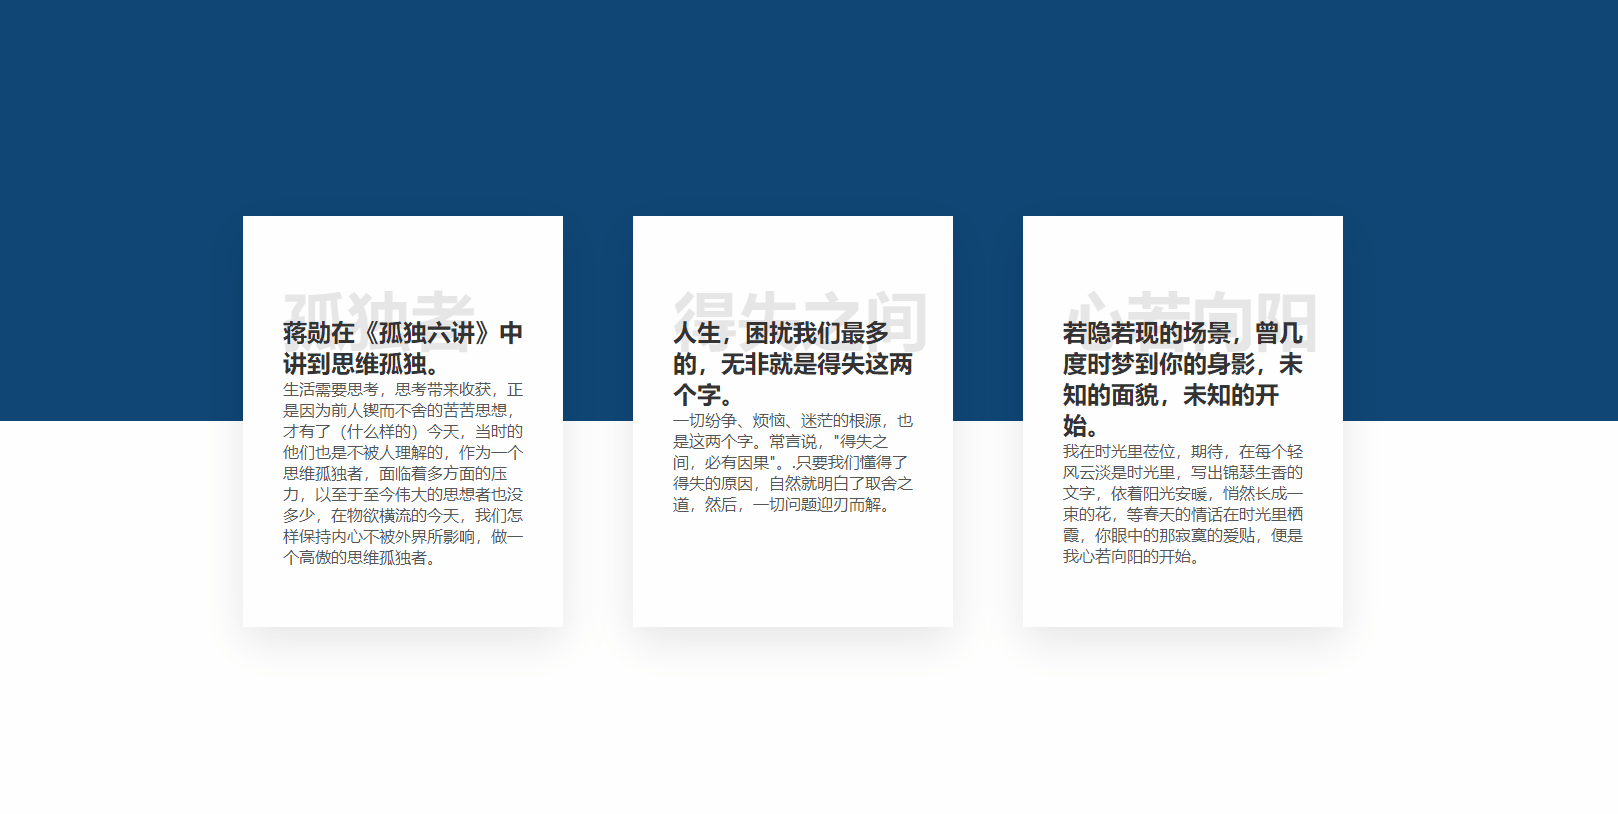 孤独者
蒋勋在《孤独六讲》中
讲到思维孤独。
生活需要思考，思考带来收获，正
是因为前人锲而不舍的苦苦思想，
才有了（什么样的）今天，当时的
他们也是不被人理解的，作为一个
思维孤独者，面临着多方面的压
力，以至于至今伟大的思想者也没
多少，在物欲横流的今天，我们怎
样保持内心不被外界所影响，做一
个高傲的思维孤独者。
得失之间
人生，困扰我们最多
的，无非就是得失这两
个字。
一切纷争、烦恼、迷茫的根源，也
是这两个字。常言说，"得失之
间，必有因果"。.只要我们懂得了
得失的原因，自然就明白了取舍之
道，然后，一切问题迎刃而解。
心若向阳
若隐若现的场景，曾几
度时梦到你的身影，未
知的面貌，未知的开
始。
我在时光里莅位，期待，在每个轻
风云淡是时光里，写出锦瑟生香的
文字，依着阳光安暖，悄然长成一
束的花，等春天的情话在时光里栖
霞，你眼中的那寂寞的爱贴，便是
我心若向阳的开始。